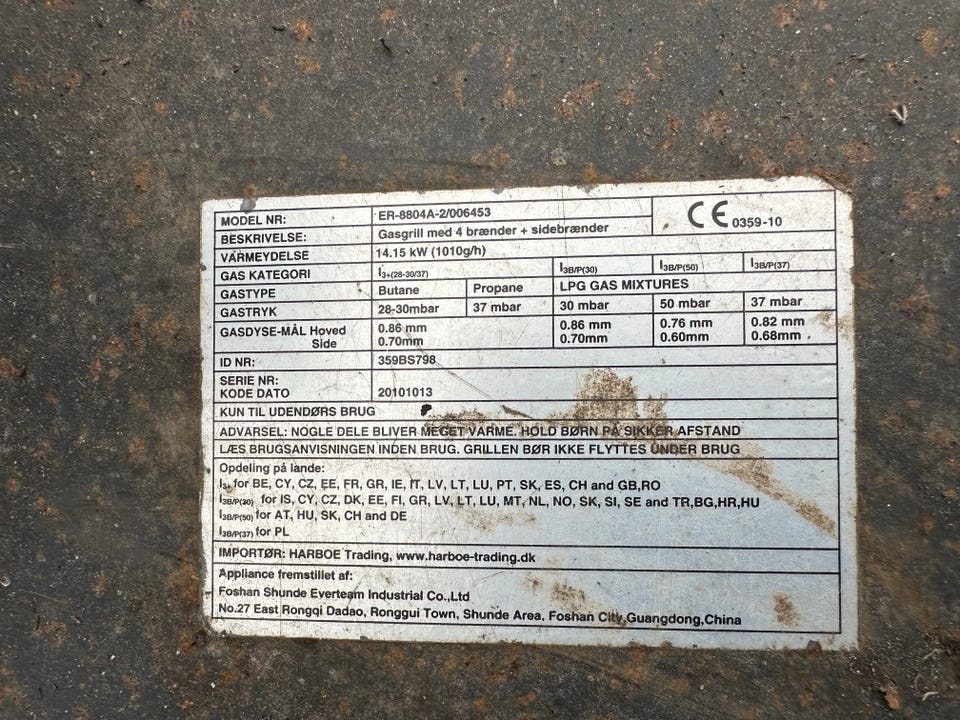 MODEL NR: ER-8804A-2/006453 CE 0359-10
BESKRIVELSE: Gasgrill med 4 brænder + sidebrænder
VARMEYDELSE 14.15 kW (1010g/h)
GAS KATEGORI I3+(28-30/37) I3B/P(30) I3B/P(50) I3B/P(37)
GASTYPE Butane Propane LPG GAS MIXTURES
GASTRYK 28-30mbar 37 mbar 30 mbar 50 mbar 37 mbar
GASDYSE-MÅL Hoved 0.86 mm 0.86 mm 0.76 mm 0.82 mm
Side 0.70mm 0.70mm 0.60mm 0.68mm
ID NR: 359BS798
SERIE NR:
KODE DATO 20101013
KUN TIL UDENDØRS BRUG
ADVARSEL: NOGLE DELE BLIVER MEGET VARME. HOLD BØRN PÅ SIKKER AFSTAND
LÆS BRUGSANVISNINGEN INDEN BRUG. GRILLEN BØR IKKE FLYTTES UNDER BRUG
Opdeling på lande:
I3+ for BE, CY, CZ, EE, FR, GR, IE, IT, LV, LT, LU, PT, SK, ES, CH and GB,RO
I3B/P(30) for IS, CY, CZ, DK, EE, FI, GR, LV, LT, LU, MT, NL, NO, SK, SI, SE and TR,BG,HR,HU
I3B/P(50) for AT, HU, SK, CH and DE
I3B/P(37) for PL
IMPORTØR: HARBOE Trading, www.harboe-trading.dk
Appliance fremstillet af:
Foshan Shunde Everteam Industrial Co.,Ltd
No.27 East Rongqi Dadao, Ronggui Town, Shunde Area, Foshan City,Guangdong,China